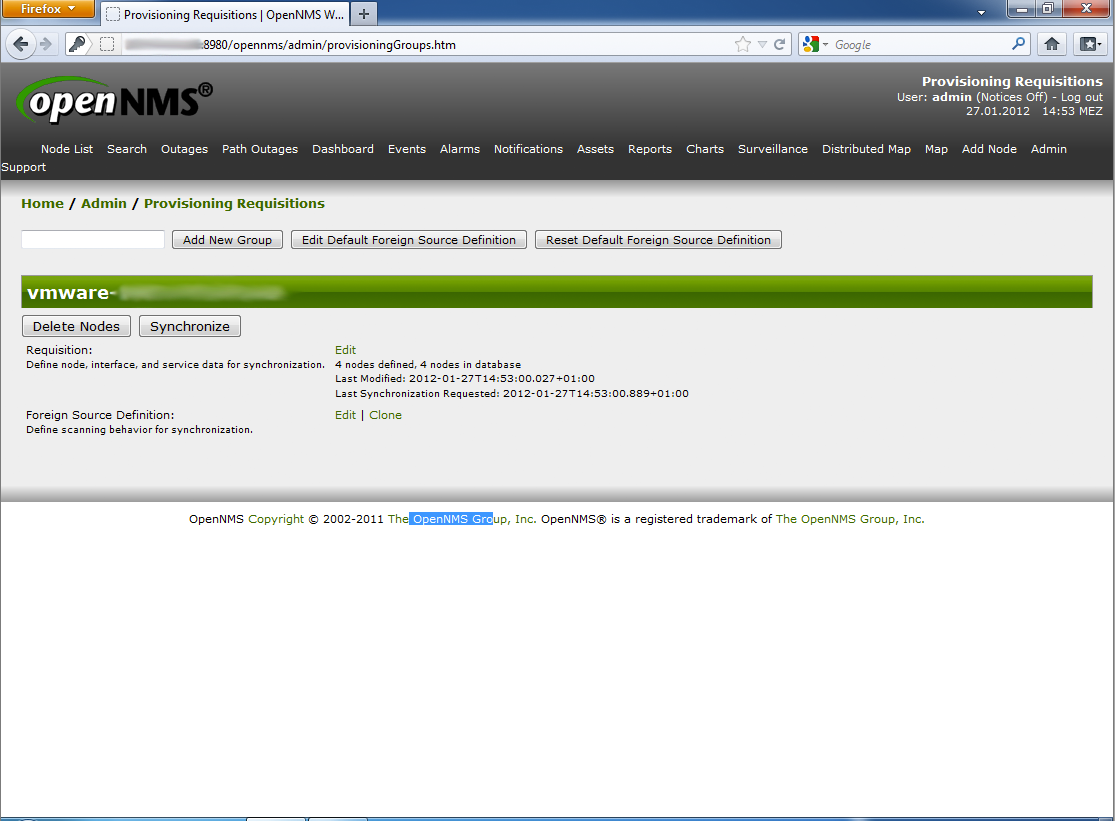 Firefox
Provisioning Requisitions | OpenNMS W...
:8980/opennms/admin/provisioningGroups.htm
Google
openNMS®
Provisioning Requisitions
User: admin (Notices Off) - Log out
27.01.2012 14:53 MEZ
Node List Search Outages Path Outages Dashboard Events Alarms Notifications Assets Reports Charts Surveillance Distributed Map Map Add Node Admin
Support
Home / Admin / Provisioning Requisitions
Add New Group Edit Default Foreign Source Definition Reset Default Foreign Source Definition
vmware-
Delete Nodes Synchronize
Requisition: Edit
Define node, interface, and service data for synchronization. 4 nodes defined, 4 nodes in database
Last Modified: 2012-01-27T14:53:00.027+01:00
Last Synchronization Requested: 2012-01-27T14:53:00.889+01:00
Foreign Source Definition: Edit | Clone
Define scanning behavior for synchronization.
OpenNMS Copyright © 2002-2011 The OpenNMS Group, Inc. OpenNMS® is a registered trademark of The OpenNMS Group, Inc.